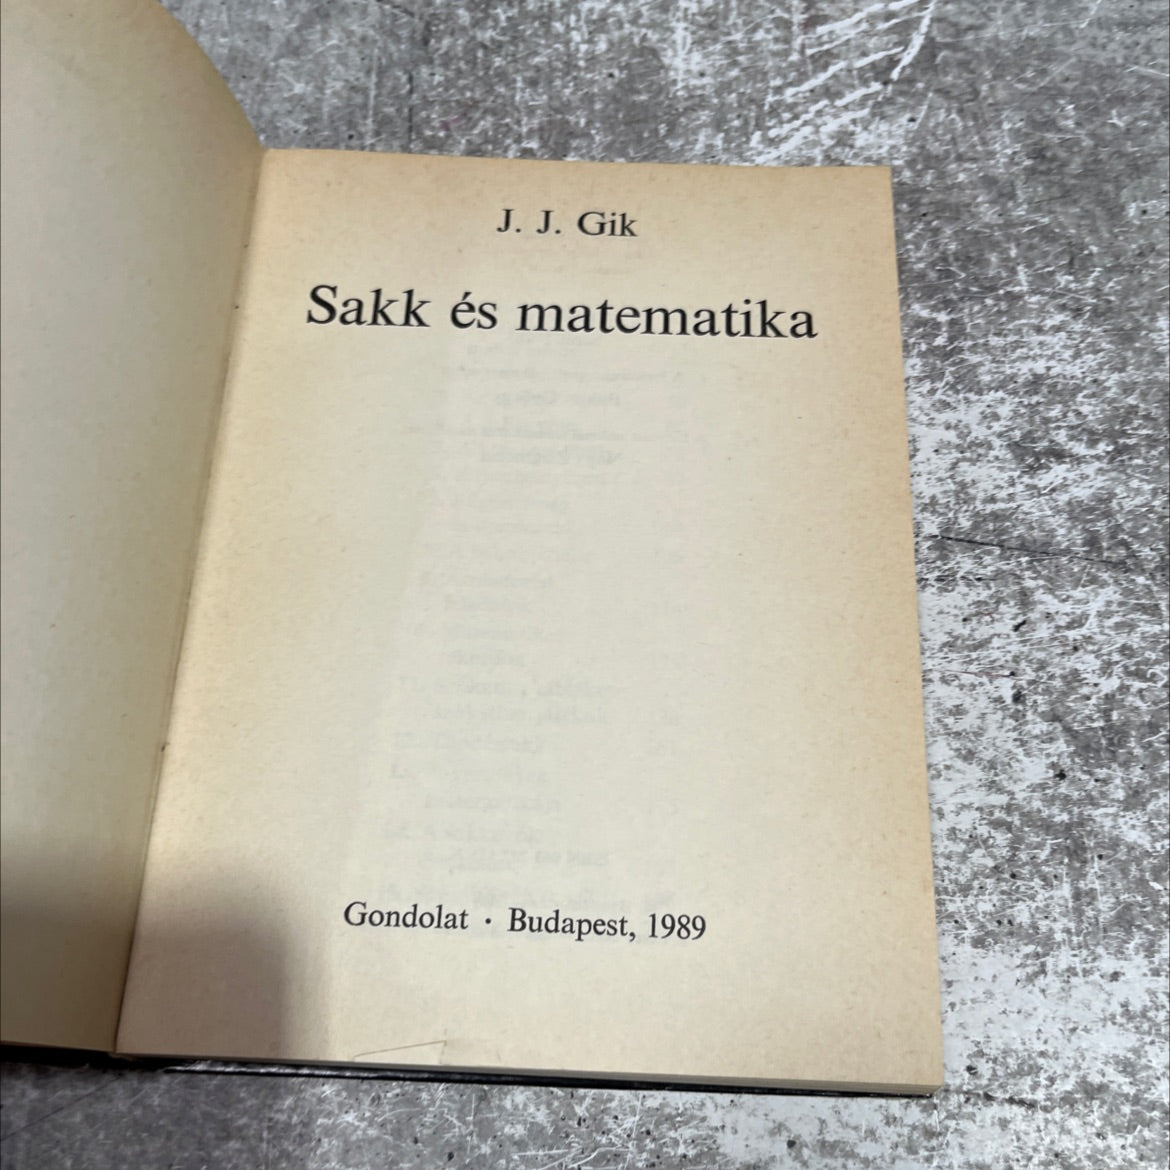 J. J. Gik
Sakk és matematika
Gondolat · Budapest, 1989